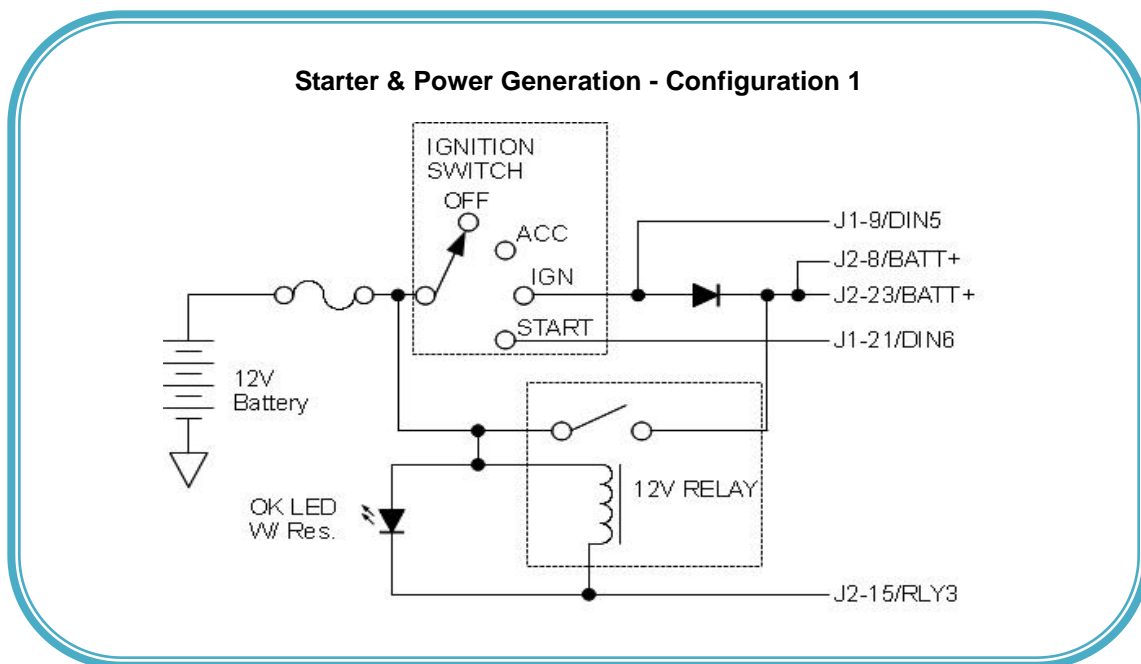 Starter & Power Generation - Configuration 1
IGNITION
SWITCH
OFF
ACC
IGN
START
J1-9/DIN5
J2-8/BATT+
J2-23/BATT+
J1-21/DIN6
12V
Battery
12V RELAY
OK LED
W/ Res.
J2-15/RLY3